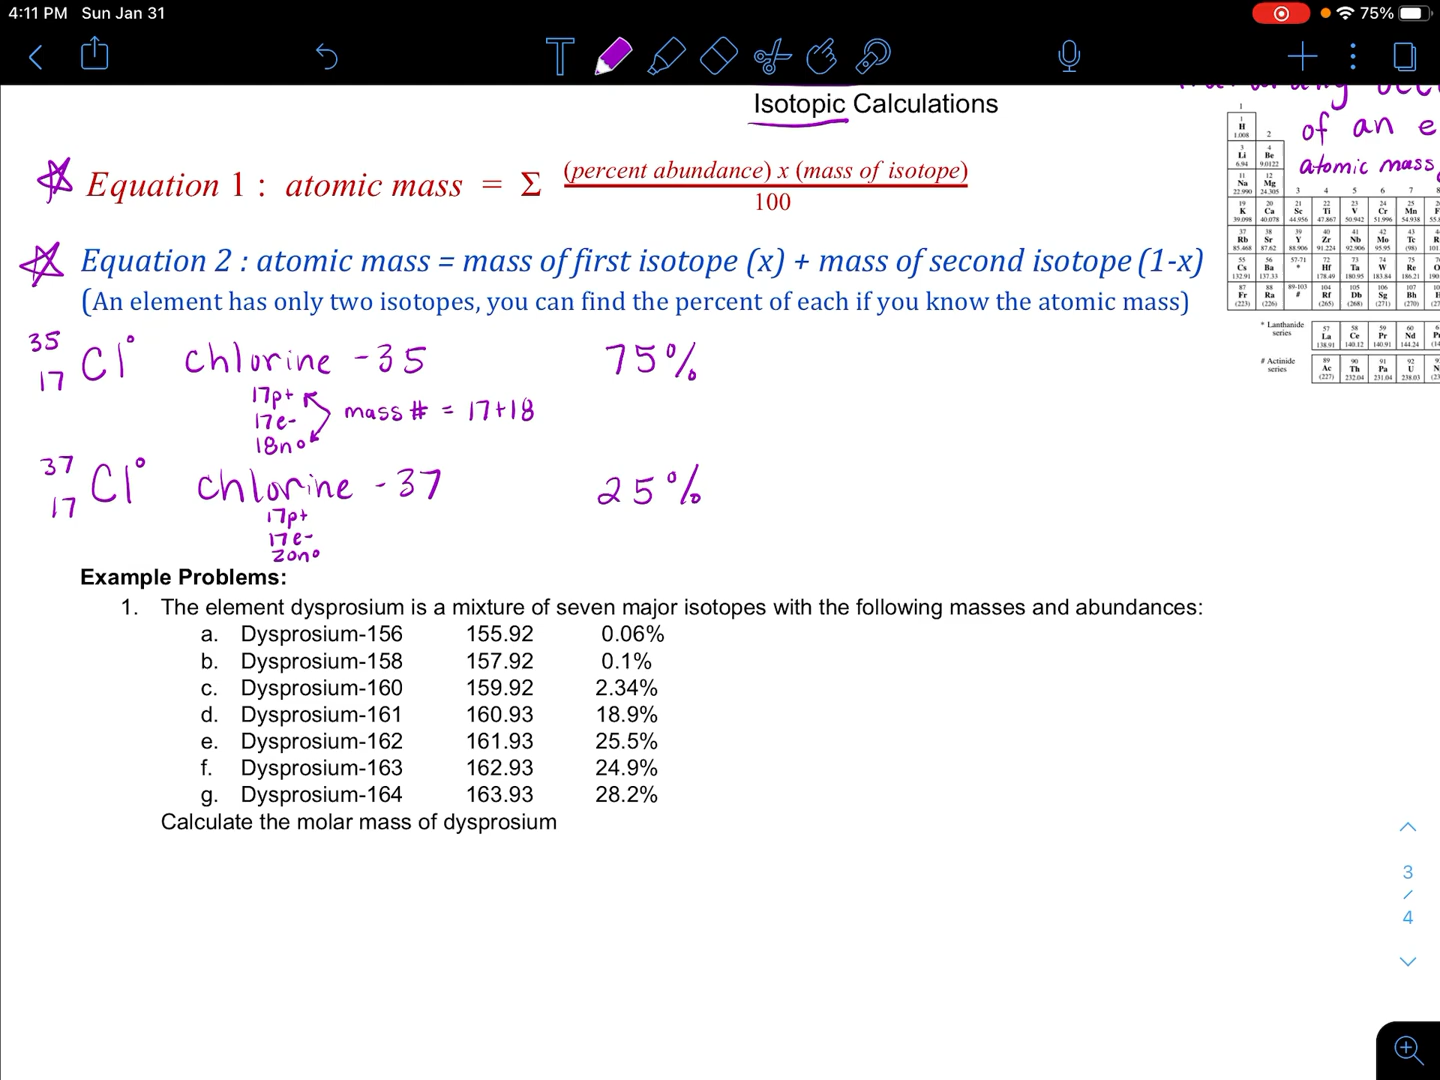 4:11 PM Sun Jan 31
75%
Isotopic Calculations
of an e
atomic mass
Equation 1 : atomic mass = Σ (percent abundance) x (mass of isotope)
100
Equation 2 : atomic mass = mass of first isotope (x) + mass of second isotope (1-x)
(An element has only two isotopes, you can find the percent of each if you know the atomic mass)
35
17 Cl° chlorine -35 75%
17p+
17e- mass # = 17+18
18n°
37
17 Cl° chlorine -37 25%
17p+
17e-
20n°
Example Problems:
1. The element dysprosium is a mixture of seven major isotopes with the following masses and abundances:
a. Dysprosium-156 155.92 0.06%
b. Dysprosium-158 157.92 0.1%
c. Dysprosium-160 159.92 2.34%
d. Dysprosium-161 160.93 18.9%
e. Dysprosium-162 161.93 25.5%
f. Dysprosium-163 162.93 24.9%
g. Dysprosium-164 163.93 28.2%
Calculate the molar mass of dysprosium
3
/
4
* Lanthanide
series
# Actinide
series